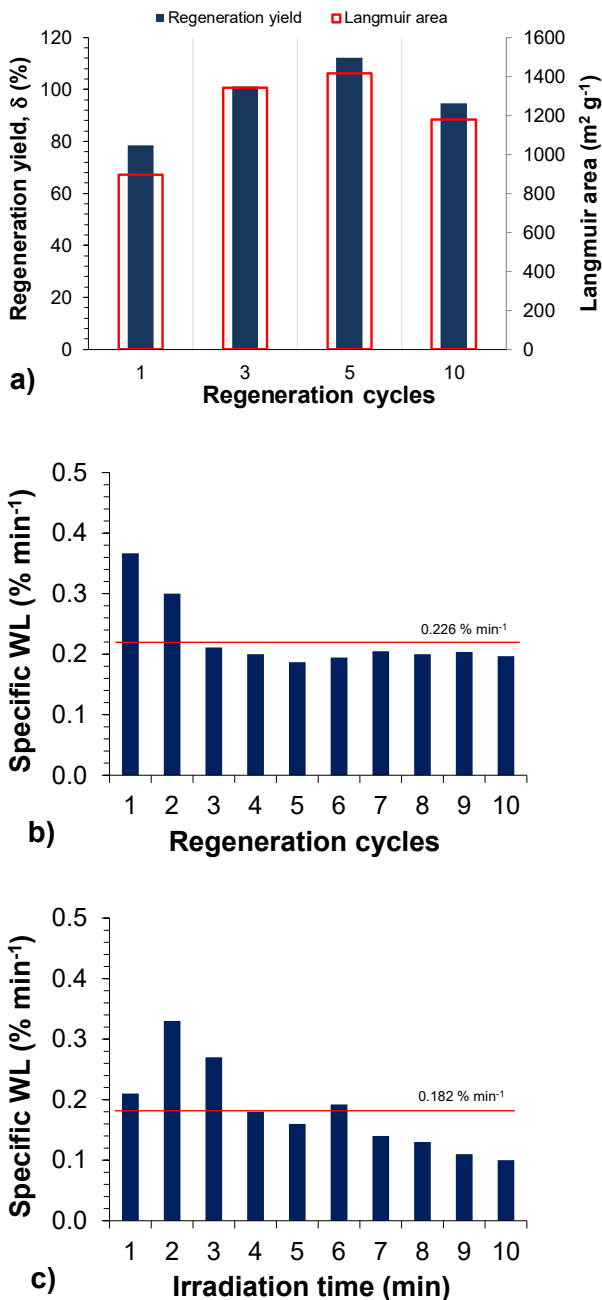 Regeneration yield Langmuir area
Regeneration yield, δ (%)
120
100
80
60
40
20
0
1600
1400
1200
1000
800
600
400
200
0
Langmuir area (m² g⁻¹)
1 3 5 10
Regeneration cycles
a)
Specific WL (% min⁻¹)
0.5
0.4
0.3
0.2
0.1
0.0
0.226 % min⁻¹
1 2 3 4 5 6 7 8 9 10
Regeneration cycles
b)
Specific WL (% min⁻¹)
0.5
0.4
0.3
0.2
0.1
0.0
0.182 % min⁻¹
1 2 3 4 5 6 7 8 9 10
Irradiation time (min)
c)